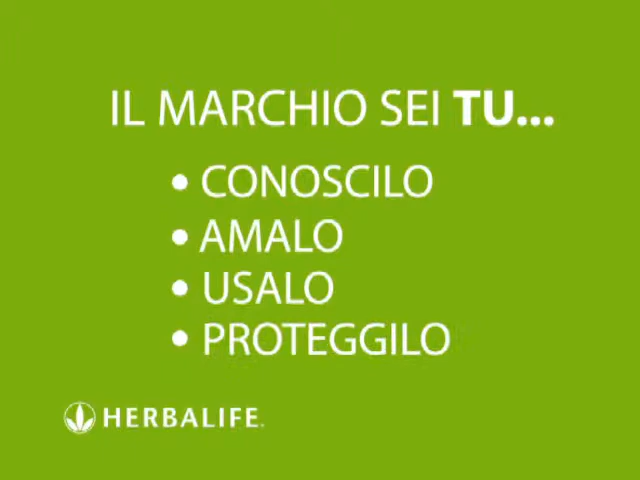 IL MARCHIO SEI TU...
• CONOSCILO
• AMALO
• USALO
• PROTEGGILO
HERBALIFE.